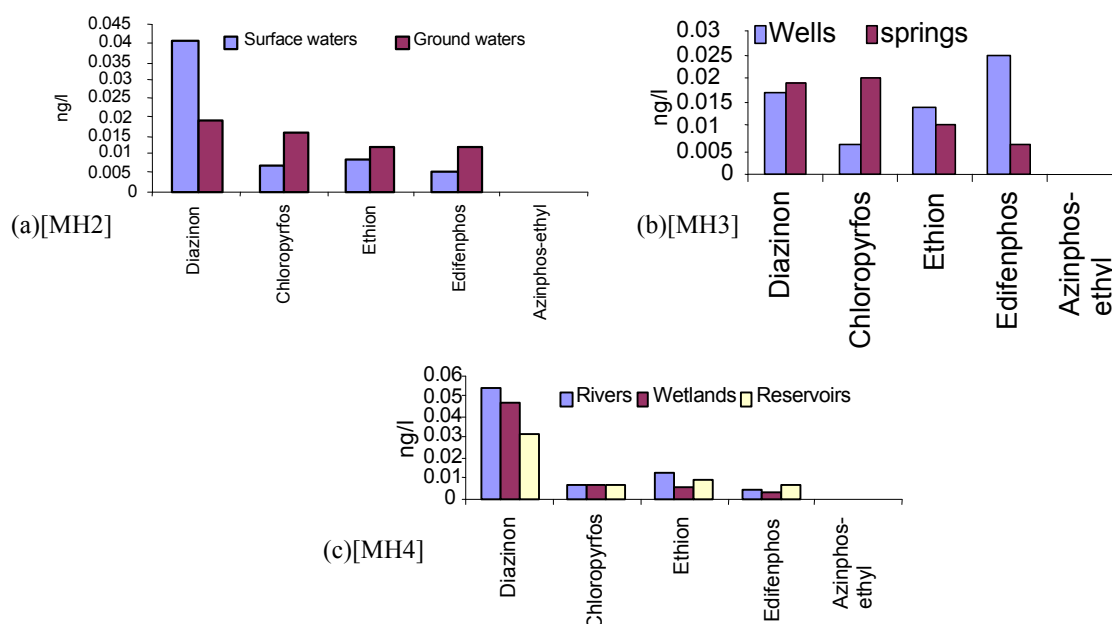 0.045
0.04
0.035
0.03
0.025
0.02
0.015
0.01
0.005
0
ng/l
Surface waters Ground waters
Diazinon
Chloropyrfos
Ethion
Edifenphos
Azinphos-ethyl
(a)[MH2]
0.03
0.025
0.02
0.015
0.01
0.005
0
ng/l
Wells springs
Diazinon
Chloropyrfos
Ethion
Edifenphos
Azinphos-
ethyl
(b)[MH3]
0.06
0.05
0.04
0.03
0.02
0.01
0
ng/l
Rivers Wetlands Reservoirs
Diazinon
Chloropyrfos
Ethion
Edifenphos
Azinphos-
ethyl
(c)[MH4]